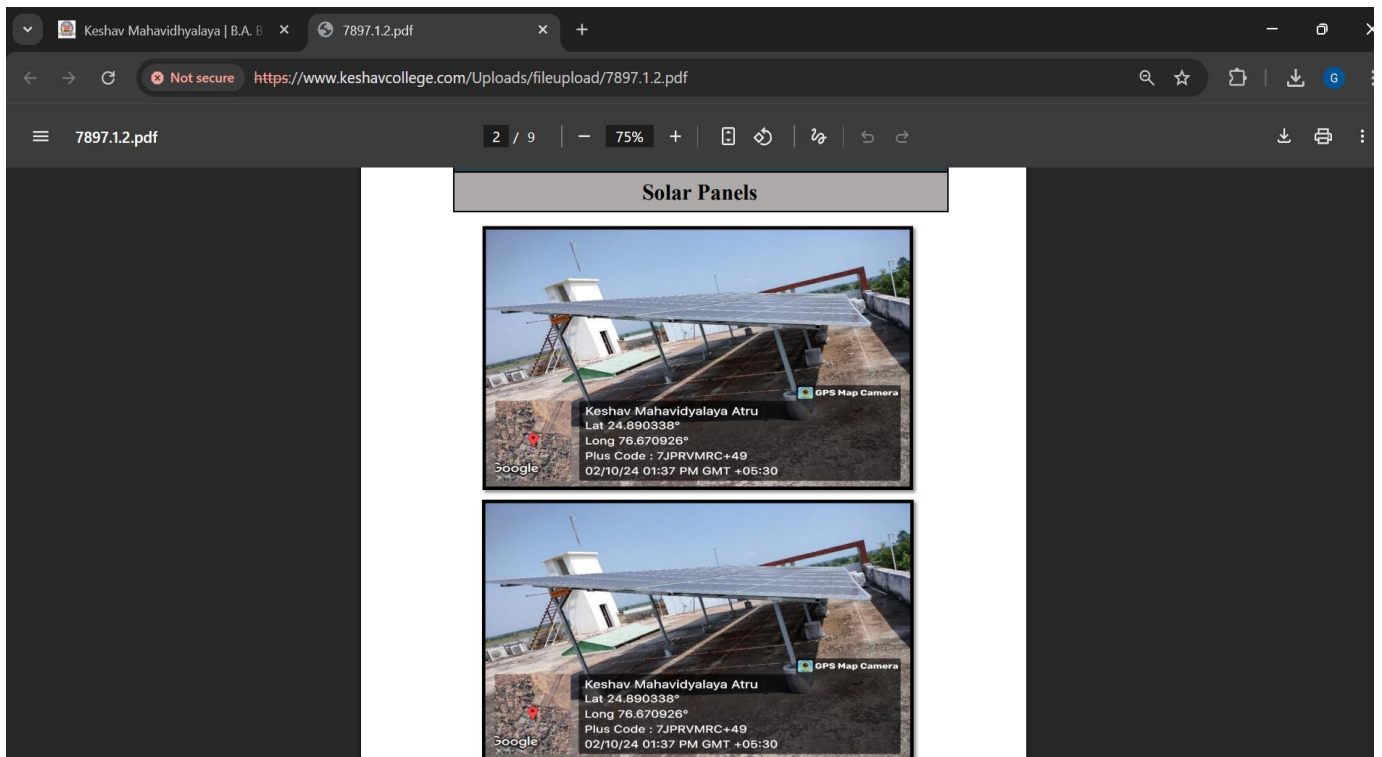 Keshav Mahavidhyalaya | B.A. B.
7897.1.2.pdf
Not secure https://www.keshavcollege.com/Uploads/fileupload/7897.1.2.pdf
G
7897.1.2.pdf
2 / 9
75%
Solar Panels
GPS Map Camera
Keshav Mahavidyalaya Atru
Lat 24.890338°
Long 76.670926°
Plus Code : 7JPRVMRC+49
02/10/24 01:37 PM GMT +05:30
Google
GPS Map Camera
Keshav Mahavidyalaya Atru
Lat 24.890338°
Long 76.670926°
Plus Code : 7JPRVMRC+49
02/10/24 01:37 PM GMT +05:30
Google